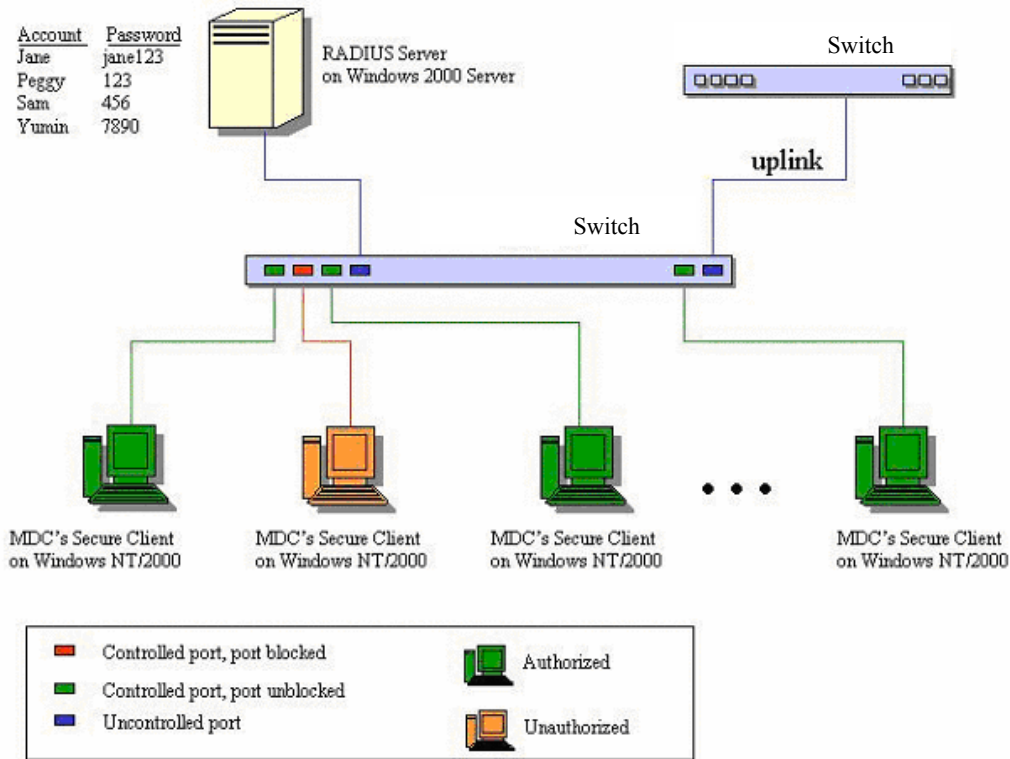 Account Password
Jane jane123
Peggy 123
Sam 456
Yumin 7890
RADIUS Server
on Windows 2000 Server
Switch
uplink
Switch
MDC's Secure Client
on Windows NT/2000
MDC's Secure Client
on Windows NT/2000
MDC's Secure Client
on Windows NT/2000
MDC's Secure Client
on Windows NT/2000
Controlled port, port blocked
Controlled port, port unblocked
Uncontrolled port
Authorized
Unauthorized